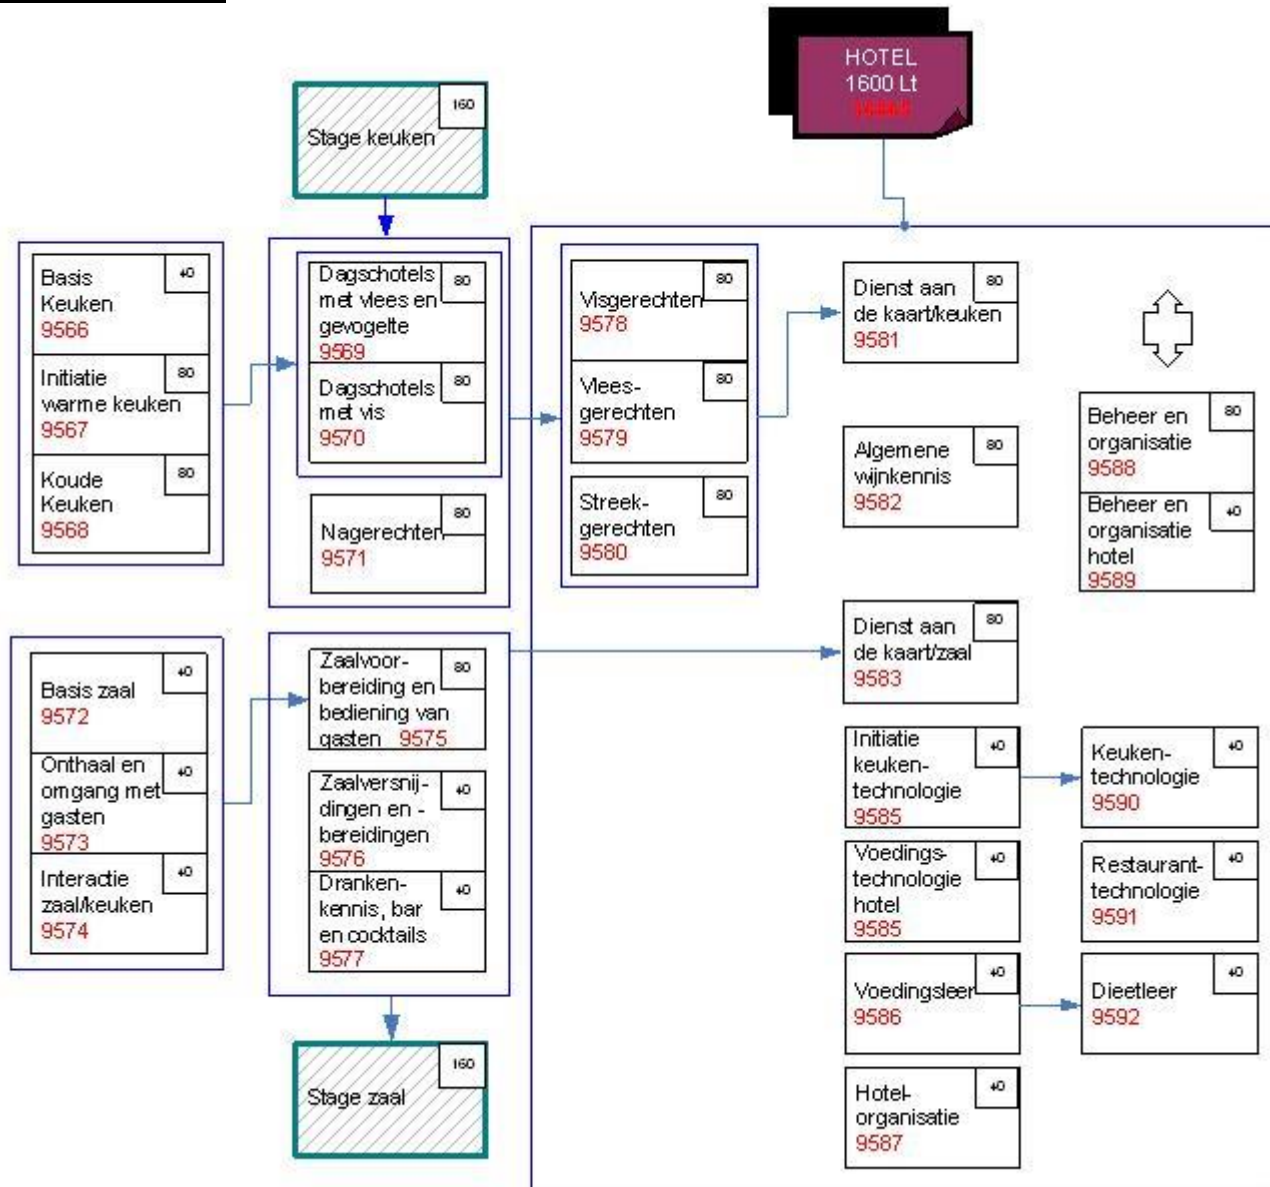 HOTEL
1600 Lt
160
Stage keuken
40
Basis
Keuken
9566
80
Initiatie
warme keuken
9567
80
Koude
Keuken
9568
80
Dagschotels
met vlees en
gevogelte
9569
80
Dagschotels
met vis
9570
80
Nagerechten
9571
80
Visgerechten
9578
80
Vlees-
gerechten
9579
80
Streek-
gerechten
9580
80
Dienst aan
de kaart/keuken
9581
80
Algemene
wijnkennis
9582
80
Beheer en
organisatie
9588
40
Beheer en
organisatie
hotel
9589
40
Basis zaal
9572
40
Onthaal en
omgang met
gasten
9573
40
Interactie
zaal/keuken
9574
80
Zaalvoor-
bereiding en
bediening van
gasten 9575
40
Zaalversnij-
dingen en -
bereidingen
9576
40
Dranken-
kennis, bar
en cocktails
9577
80
Dienst aan
de kaart/zaal
9583
40
Initiatie
keuken-
technologie
9585
40
Keuken-
technologie
9590
40
Voedings-
technologie
hotel
9585
40
Restaurant-
technologie
9591
40
Voedingsleer
9586
40
Dieetleer
9592
40
Hotel-
organisatie
9587
160
Stage zaal